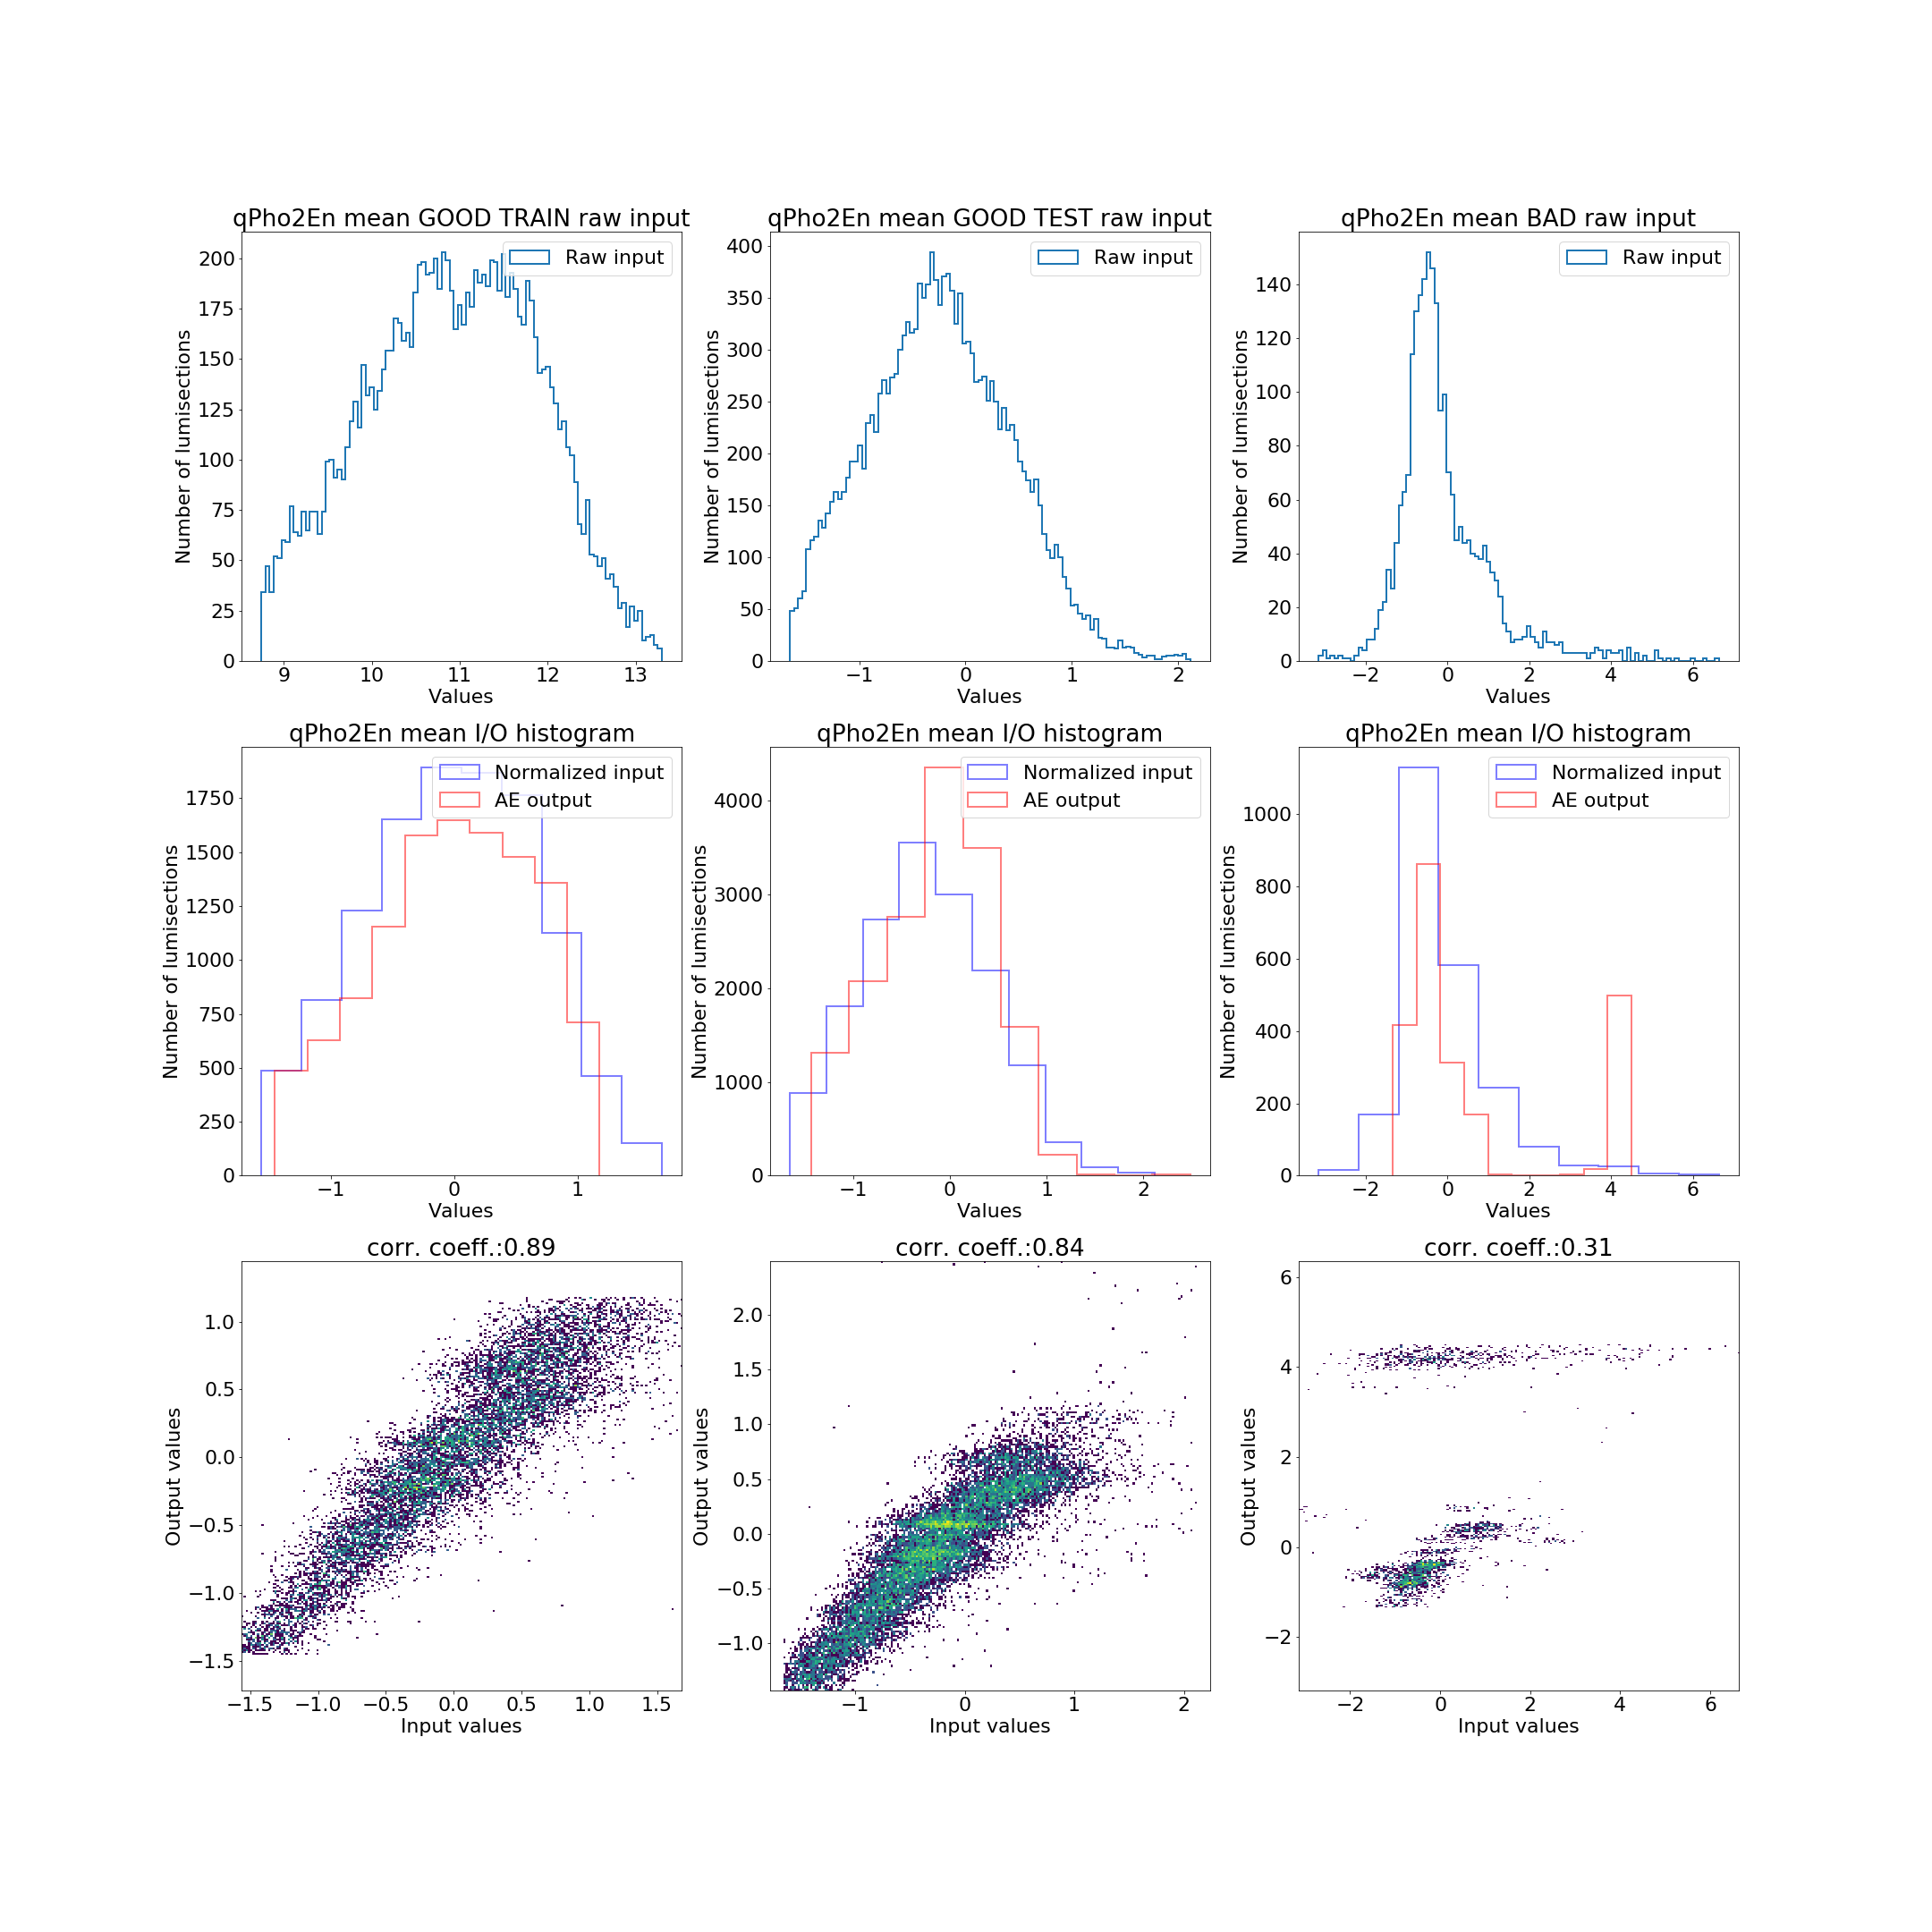 qPho2En mean GOOD TRAIN raw input
Number of lumisections
200
175
150
125
100
75
50
25
0
9 10 11 12 13
Values
Raw input
qPho2En mean GOOD TEST raw input
Number of lumisections
400
350
300
250
200
150
100
50
0
−1 0 1 2
Values
Raw input
qPho2En mean BAD raw input
Number of lumisections
140
120
100
80
60
40
20
0
−2 0 2 4 6
Values
Raw input
qPho2En mean I/O histogram
Number of lumisections
1750
1500
1250
1000
750
500
250
0
−1 0 1
Values
Normalized input
AE output
qPho2En mean I/O histogram
Number of lumisections
4000
3000
2000
1000
0
−1 0 1 2
Values
Normalized input
AE output
qPho2En mean I/O histogram
Number of lumisections
1000
800
600
400
200
0
−2 0 2 4 6
Values
Normalized input
AE output
corr. coeff.:0.89
Output values
1.0
0.5
0.0
−0.5
−1.0
−1.5
−1.5 −1.0 −0.5 0.0 0.5 1.0 1.5
Input values
corr. coeff.:0.84
Output values
2.0
1.5
1.0
0.5
0.0
−0.5
−1.0
−1 0 1 2
Input values
corr. coeff.:0.31
Output values
6
4
2
0
−2
−2 0 2 4 6
Input values